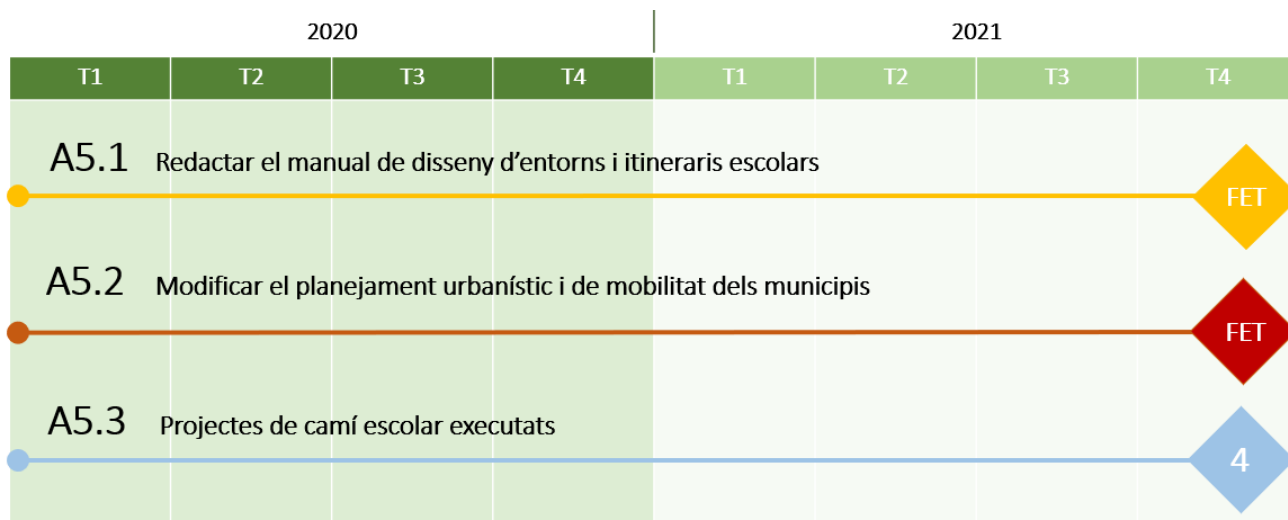 2020 2021
T1 T2 T3 T4 T1 T2 T3 T4
A5.1 Redactar el manual de disseny d'entorns i itineraris escolars
FET
A5.2 Modificar el planejament urbanístic i de mobilitat dels municipis
FET
A5.3 Projectes de camí escolar executats
4